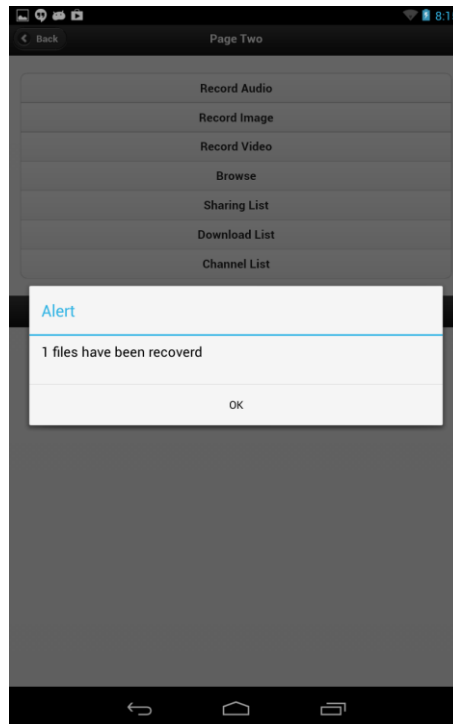 8:1
Back
Page Two
Record Audio
Record Image
Record Video
Browse
Sharing List
Download List
Channel List
Alert
1 files have been recoverd
OK